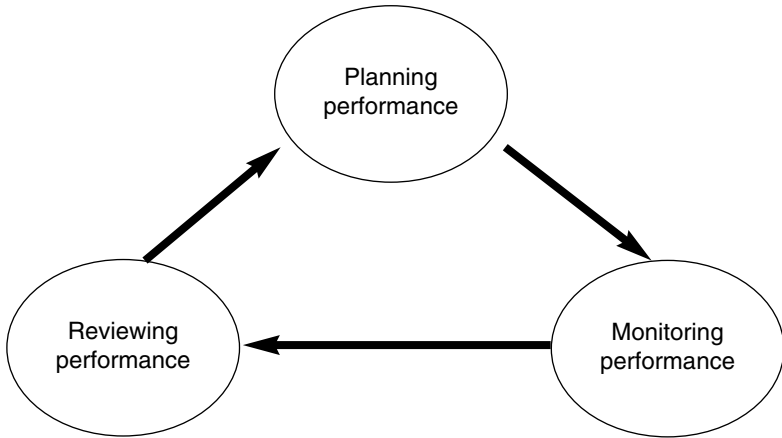 Planning
performance
Monitoring
performance
Reviewing
performance